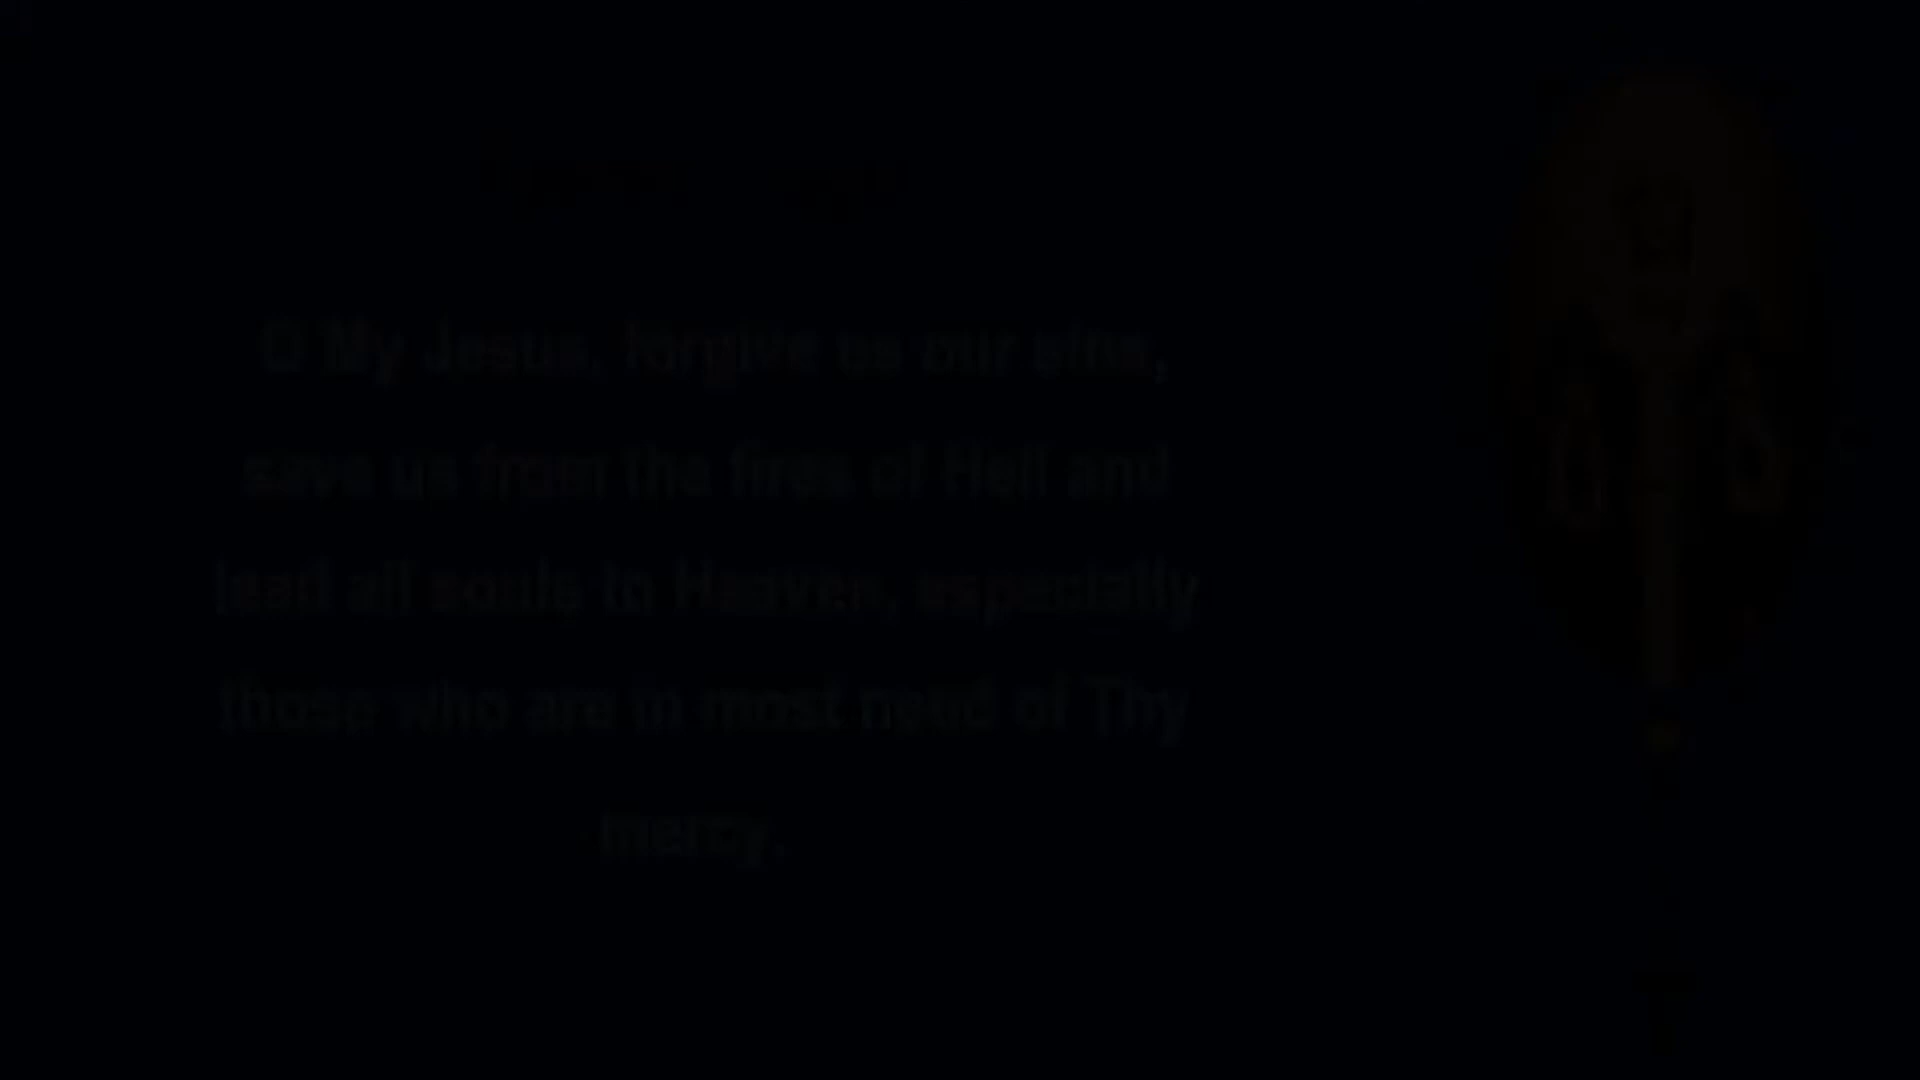 O My Jesus, forgive us our sins,
save us from the fires of Hell and
lead all souls to Heaven, especially
those who are in most need of Thy
mercy.